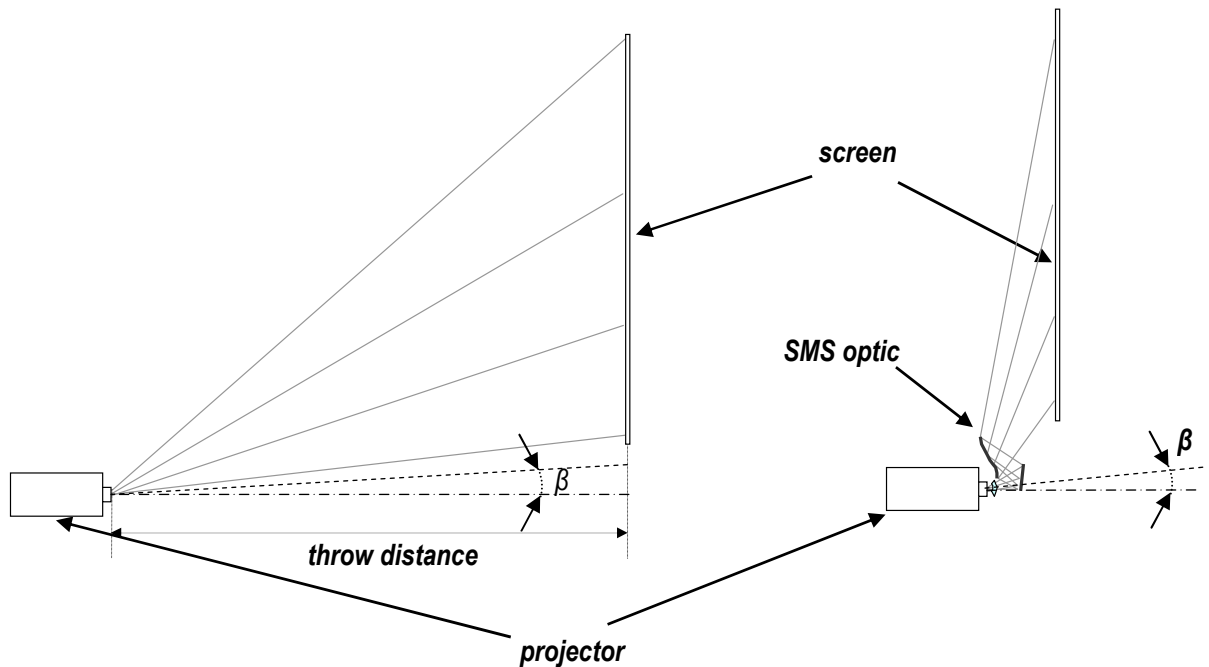 screen
SMS optic
β
β
throw distance
projector